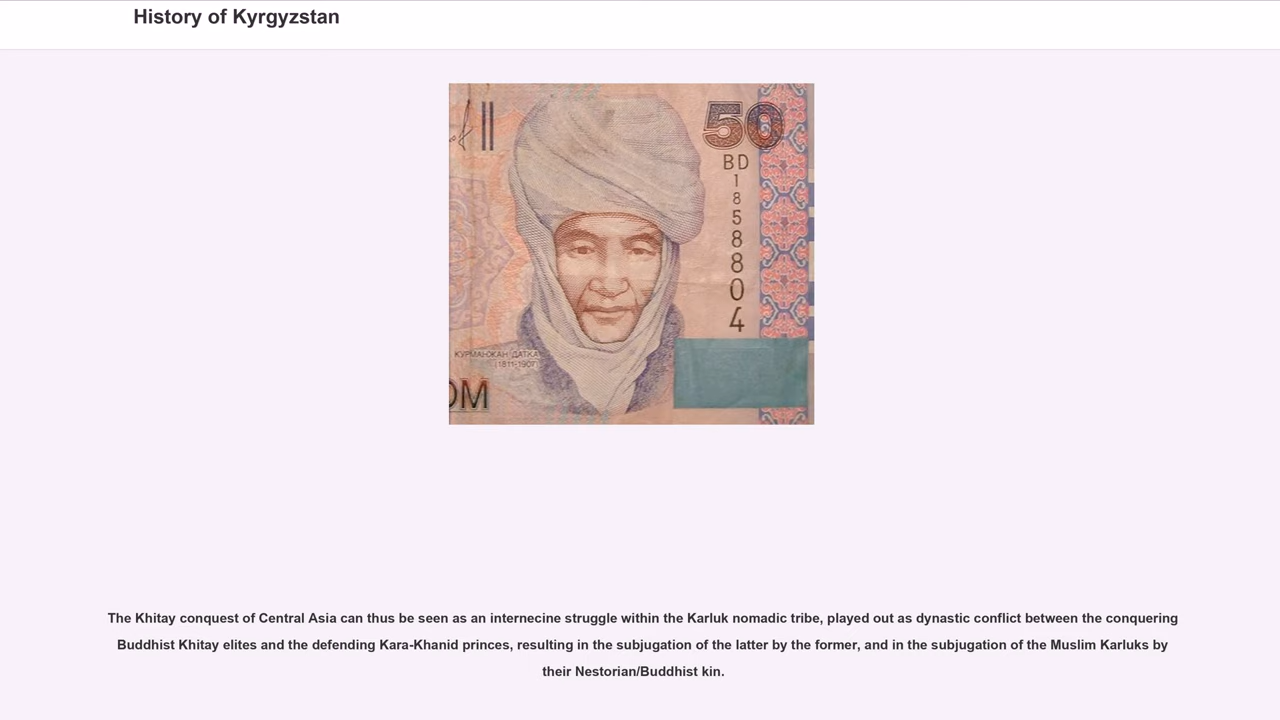 History of Kyrgyzstan
50
BD
1
8
5
8
8
0
4
КУРМАНЖАН ДАТКА
(1811-1907)
ОМ
The Khitay conquest of Central Asia can thus be seen as an internecine struggle within the Karluk nomadic tribe, played out as dynastic conflict between the conquering
Buddhist Khitay elites and the defending Kara-Khanid princes, resulting in the subjugation of the latter by the former, and in the subjugation of the Muslim Karluks by
their Nestorian/Buddhist kin.